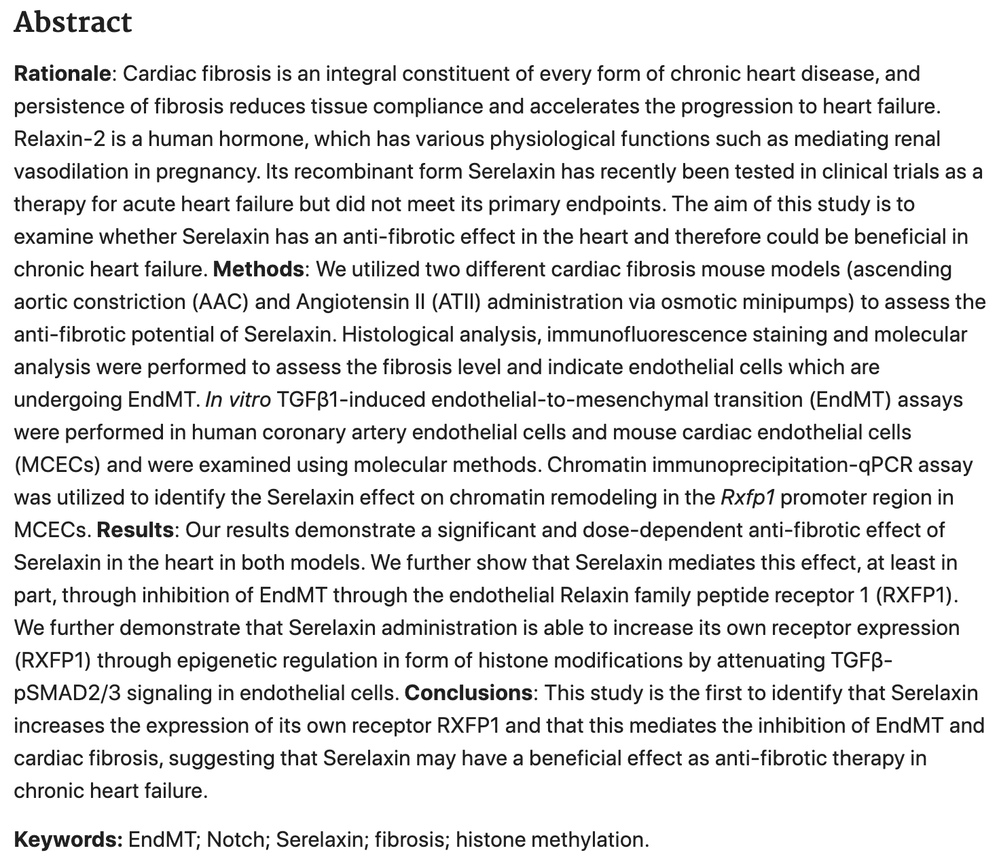 Abstract
Rationale: Cardiac fibrosis is an integral constituent of every form of chronic heart disease, and
persistence of fibrosis reduces tissue compliance and accelerates the progression to heart failure.
Relaxin-2 is a human hormone, which has various physiological functions such as mediating renal
vasodilation in pregnancy. Its recombinant form Serelaxin has recently been tested in clinical trials as a
therapy for acute heart failure but did not meet its primary endpoints. The aim of this study is to
examine whether Serelaxin has an anti-fibrotic effect in the heart and therefore could be beneficial in
chronic heart failure. Methods: We utilized two different cardiac fibrosis mouse models (ascending
aortic constriction (AAC) and Angiotensin II (ATII) administration via osmotic minipumps) to assess the
anti-fibrotic potential of Serelaxin. Histological analysis, immunofluorescence staining and molecular
analysis were performed to assess the fibrosis level and indicate endothelial cells which are
undergoing EndMT. In vitro TGFβ1-induced endothelial-to-mesenchymal transition (EndMT) assays
were performed in human coronary artery endothelial cells and mouse cardiac endothelial cells
(MCECs) and were examined using molecular methods. Chromatin immunoprecipitation-qPCR assay
was utilized to identify the Serelaxin effect on chromatin remodeling in the Rxfp1 promoter region in
MCECs. Results: Our results demonstrate a significant and dose-dependent anti-fibrotic effect of
Serelaxin in the heart in both models. We further show that Serelaxin mediates this effect, at least in
part, through inhibition of EndMT through the endothelial Relaxin family peptide receptor 1 (RXFP1).
We further demonstrate that Serelaxin administration is able to increase its own receptor expression
(RXFP1) through epigenetic regulation in form of histone modifications by attenuating TGFβ-
pSMAD2/3 signaling in endothelial cells. Conclusions: This study is the first to identify that Serelaxin
increases the expression of its own receptor RXFP1 and that this mediates the inhibition of EndMT and
cardiac fibrosis, suggesting that Serelaxin may have a beneficial effect as anti-fibrotic therapy in
chronic heart failure.
Keywords: EndMT; Notch; Serelaxin; fibrosis; histone methylation.